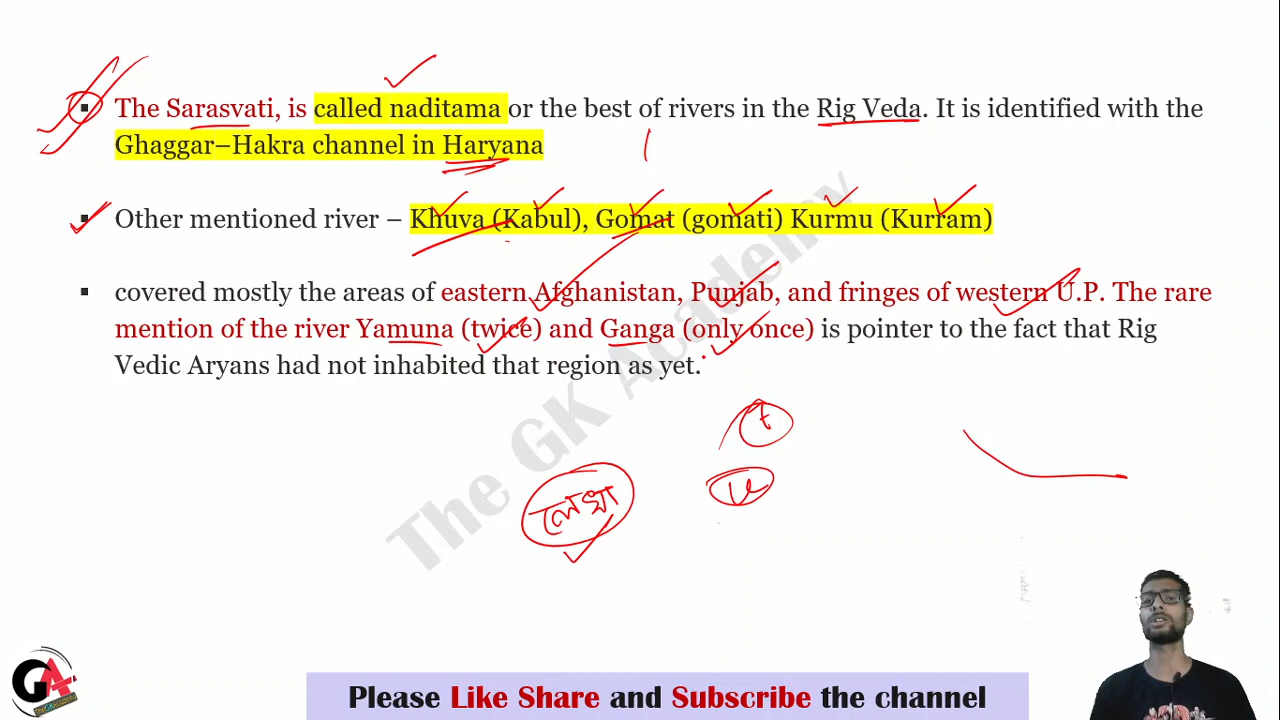 ▪ The Sarasvati, is called naditama or the best of rivers in the Rig Veda. It is identified with the
Ghaggar–Hakra channel in Haryana
▪ Other mentioned river – Khuva (Kabul), Gomat (gomati) Kurmu (Kurram)
▪ covered mostly the areas of eastern Afghanistan, Punjab, and fringes of western U.P. The rare
mention of the river Yamuna (twice) and Ganga (only once) is pointer to the fact that Rig
Vedic Aryans had not inhabited that region as yet.
The GK Academy
লেখা
GA
Please Like Share and Subscribe the channel